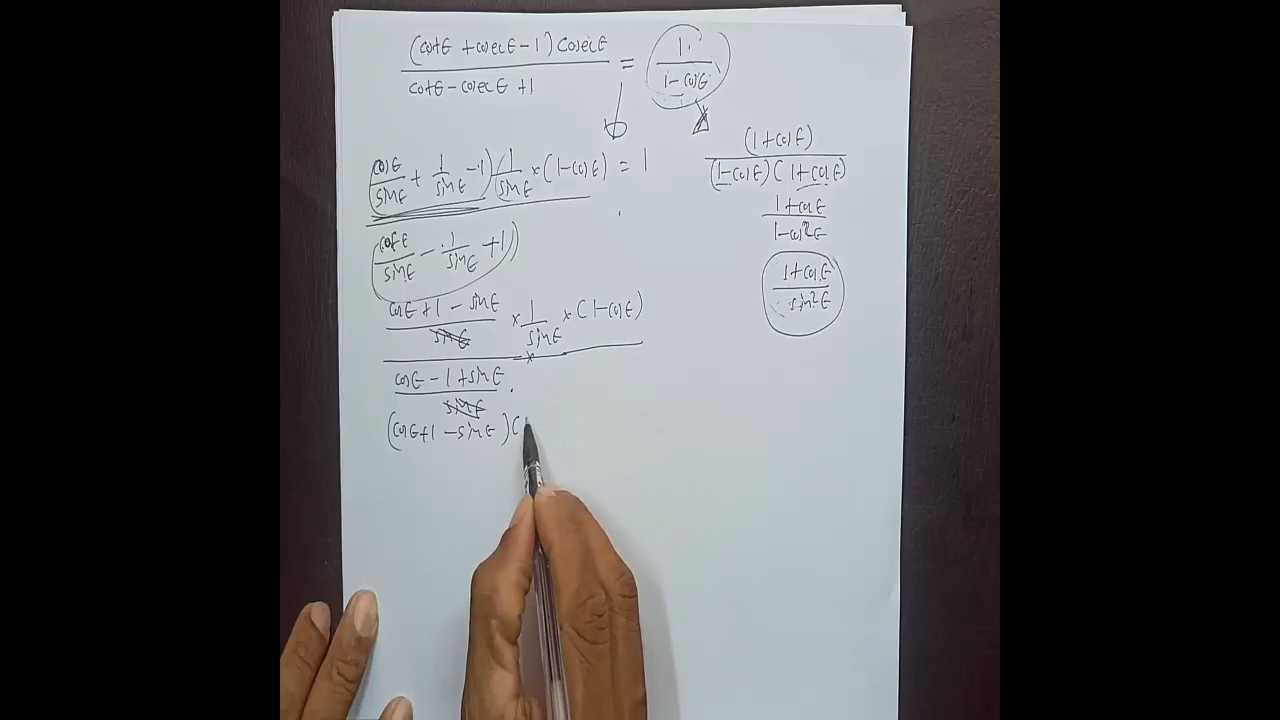 (cotθ + cosecθ - 1) cosecθ / cotθ - cosecθ + 1 = 1 / 1 - cosθ
(cosθ/sinθ + 1/sinθ - 1) 1/sinθ × (1 - cosθ) = 1
(cosθ/sinθ - 1/sinθ + 1)
cosθ + 1 - sinθ / sinθ × 1/sinθ × (1 - cosθ)
cosθ - 1 + sinθ / sinθ
(cosθ + 1 - sinθ) (
(1 + cosθ)
(1 - cosθ)(1 + cosθ)
1 + cosθ
1 - cos²θ
1 + cosθ
sin²θ